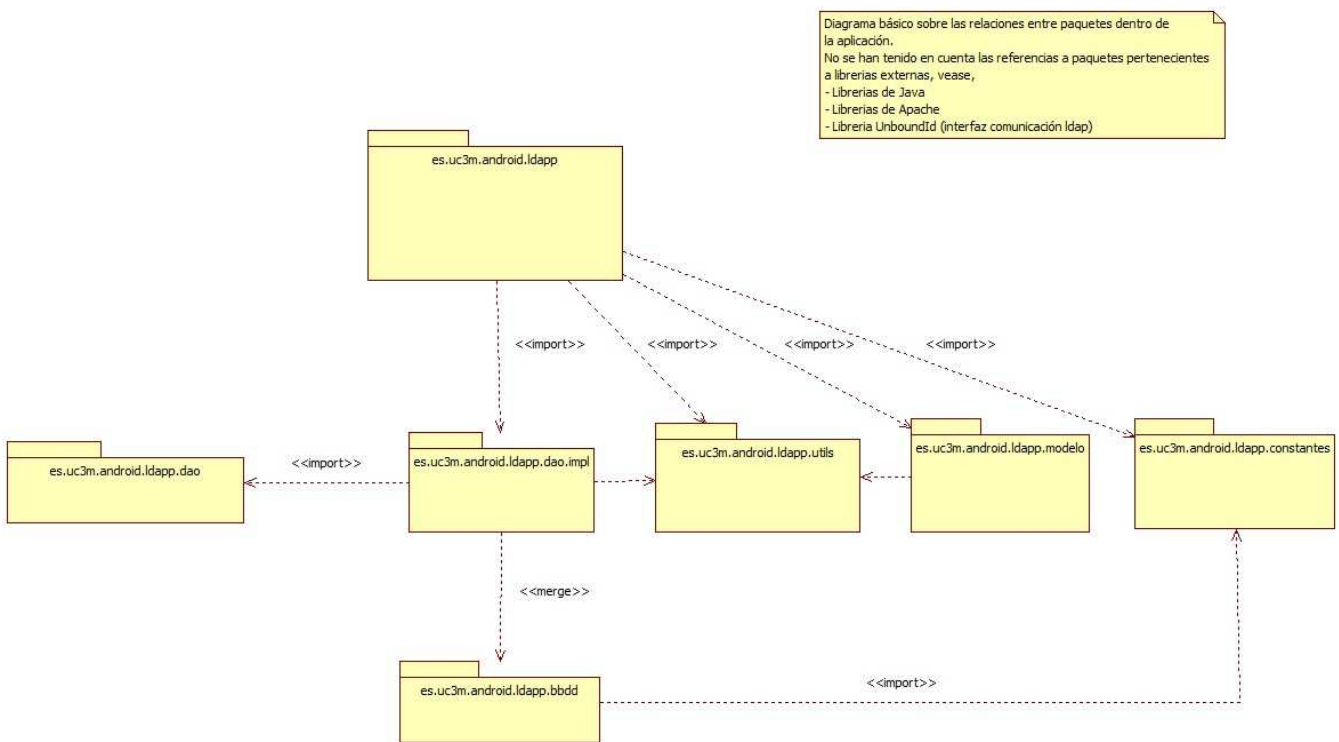 Diagrama básico sobre las relaciones entre paquetes dentro de
la aplicación.
No se han tenido en cuenta las referencias a paquetes pertenecientes
a librerias externas, vease,
- Librerias de Java
- Librerias de Apache
- Libreria UnboundId (interfaz comunicación ldap)
es.uc3m.android.ldapp
<<import>>
<<import>>
<<import>>
<<import>>
es.uc3m.android.ldapp.dao
<<import>>
es.uc3m.android.ldapp.dao.impl
es.uc3m.android.ldapp.utils
es.uc3m.android.ldapp.modelo
es.uc3m.android.ldapp.constantes
<<merge>>
es.uc3m.android.ldapp.bbdd
<<import>>